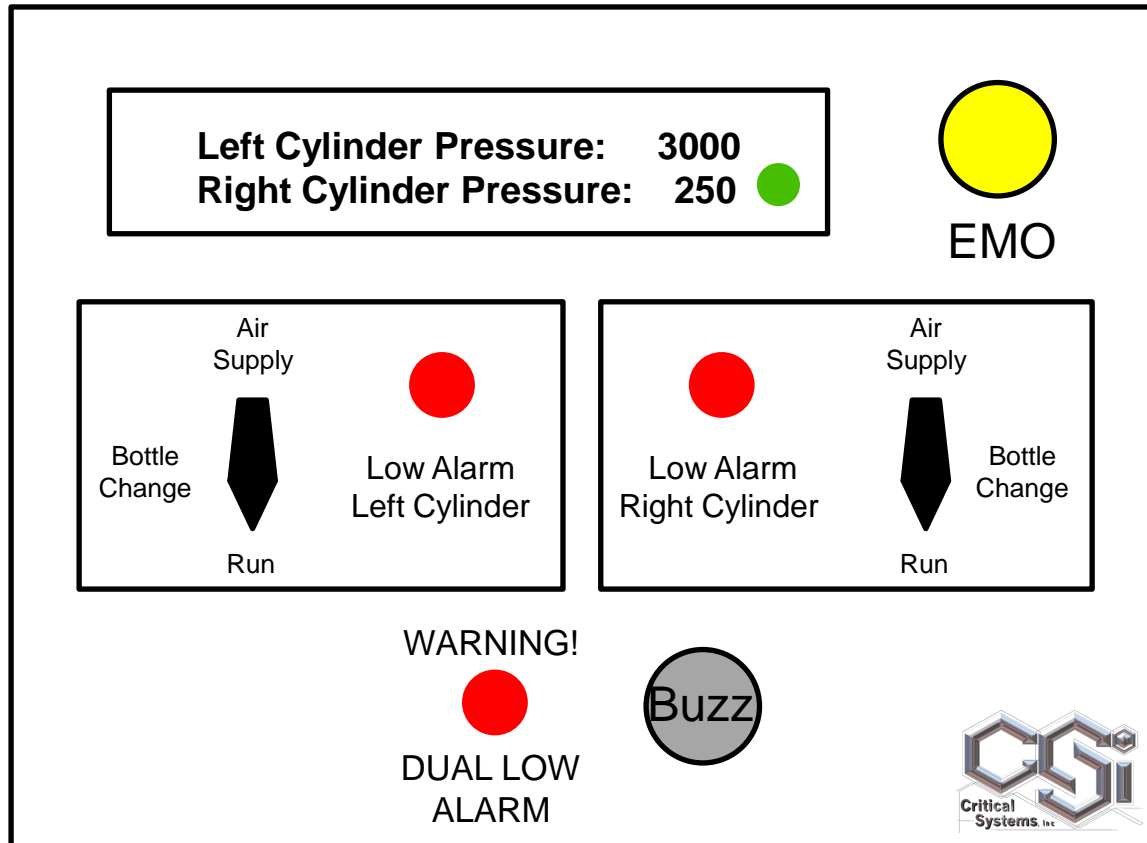 Left Cylinder Pressure: 3000
Right Cylinder Pressure: 250
EMO
Air
Supply
Bottle
Change
Run
Low Alarm
Left Cylinder
Low Alarm
Right Cylinder
Air
Supply
Bottle
Change
Run
WARNING!
DUAL LOW
ALARM
Buzz
CSi
Critical
Systems, Inc